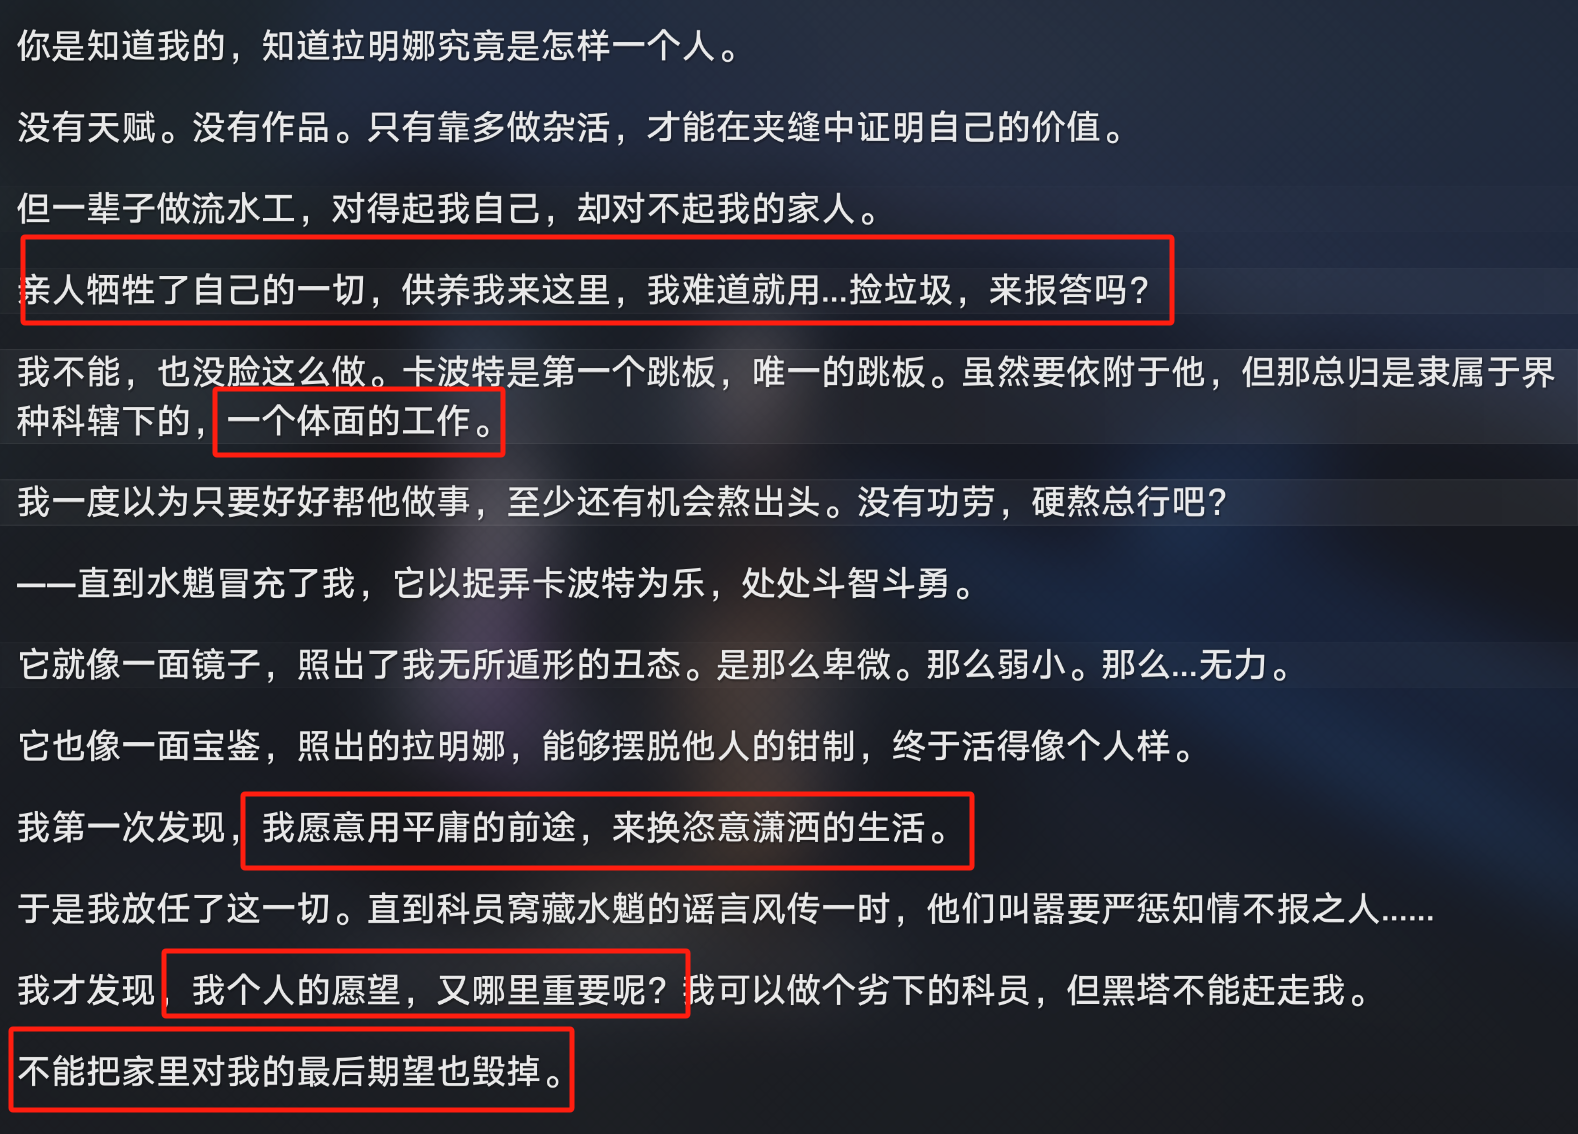 你是知道我的，知道拉明娜究竟是怎样一个人。
没有天赋。没有作品。只有靠多做杂活，才能在夹缝中证明自己的价值。
但一辈子做流水工，对得起我自己，却对不起我的家人。
亲人牺牲了自己的一切，供养我来这里，我难道就用...捡垃圾，来报答吗？
我不能，也没脸这么做。卡波特是第一个跳板，唯一的跳板。虽然要依附于他，但那总归是隶属于界
种科辖下的，一个体面的工作。
我一度以为只要好好帮他做事，至少还有机会熬出头。没有功劳，硬熬总行吧？
——直到水魈冒充了我，它以捉弄卡波特为乐，处处斗智斗勇。
它就像一面镜子，照出了我无所遁形的丑态。是那么卑微。那么弱小。那么...无力。
它也像一面宝鉴，照出的拉明娜，能够摆脱他人的钳制，终于活得像个人样。
我第一次发现，我愿意用平庸的前途，来换恣意潇洒的生活。
于是我放任了这一切。直到科员窝藏水魈的谣言风传一时，他们叫嚣要严惩知情不报之人......
我才发现，我个人的愿望，又哪里重要呢？我可以做个劣下的科员，但黑塔不能赶走我。
不能把家里对我的最后期望也毁掉。